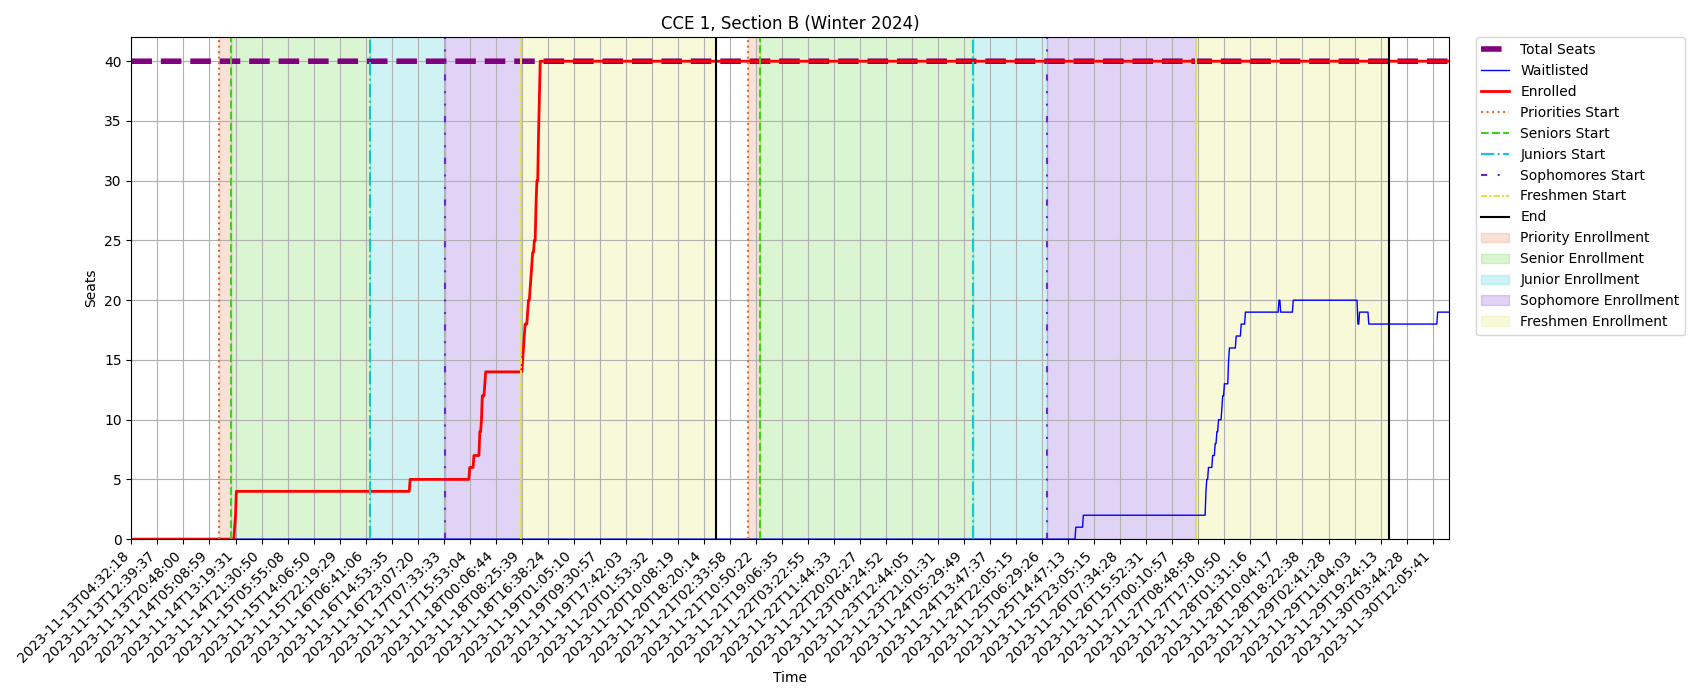 CCE 1, Section B (Winter 2024)
Seats
40
35
30
25
20
15
10
5
0
2023-11-13T04:32:18
2023-11-13T12:39:37
2023-11-13T20:48:00
2023-11-14T05:08:59
2023-11-14T13:19:31
2023-11-14T21:30:50
2023-11-15T05:55:08
2023-11-15T14:06:50
2023-11-15T22:19:29
2023-11-16T06:41:06
2023-11-16T14:53:35
2023-11-16T23:07:20
2023-11-17T07:33:33
2023-11-17T15:53:04
2023-11-18T00:06:44
2023-11-18T08:25:39
2023-11-18T16:38:24
2023-11-19T01:05:10
2023-11-19T09:30:57
2023-11-19T17:42:03
2023-11-20T01:53:32
2023-11-20T10:08:19
2023-11-20T18:20:14
2023-11-21T02:33:58
2023-11-21T10:50:22
2023-11-21T19:06:35
2023-11-22T03:22:55
2023-11-22T11:44:33
2023-11-22T20:02:27
2023-11-23T04:24:52
2023-11-23T12:44:05
2023-11-23T21:01:31
2023-11-24T05:29:49
2023-11-24T13:47:37
2023-11-24T22:05:15
2023-11-25T06:29:26
2023-11-25T14:47:13
2023-11-25T23:05:15
2023-11-26T07:34:28
2023-11-26T15:52:31
2023-11-27T00:10:57
2023-11-27T08:48:58
2023-11-27T17:10:50
2023-11-28T01:31:16
2023-11-28T10:04:17
2023-11-28T18:22:38
2023-11-29T02:41:28
2023-11-29T11:04:03
2023-11-29T19:24:13
2023-11-30T03:44:28
2023-11-30T12:05:41
Time
Total Seats
Waitlisted
Enrolled
Priorities Start
Seniors Start
Juniors Start
Sophomores Start
Freshmen Start
End
Priority Enrollment
Senior Enrollment
Junior Enrollment
Sophomore Enrollment
Freshmen Enrollment